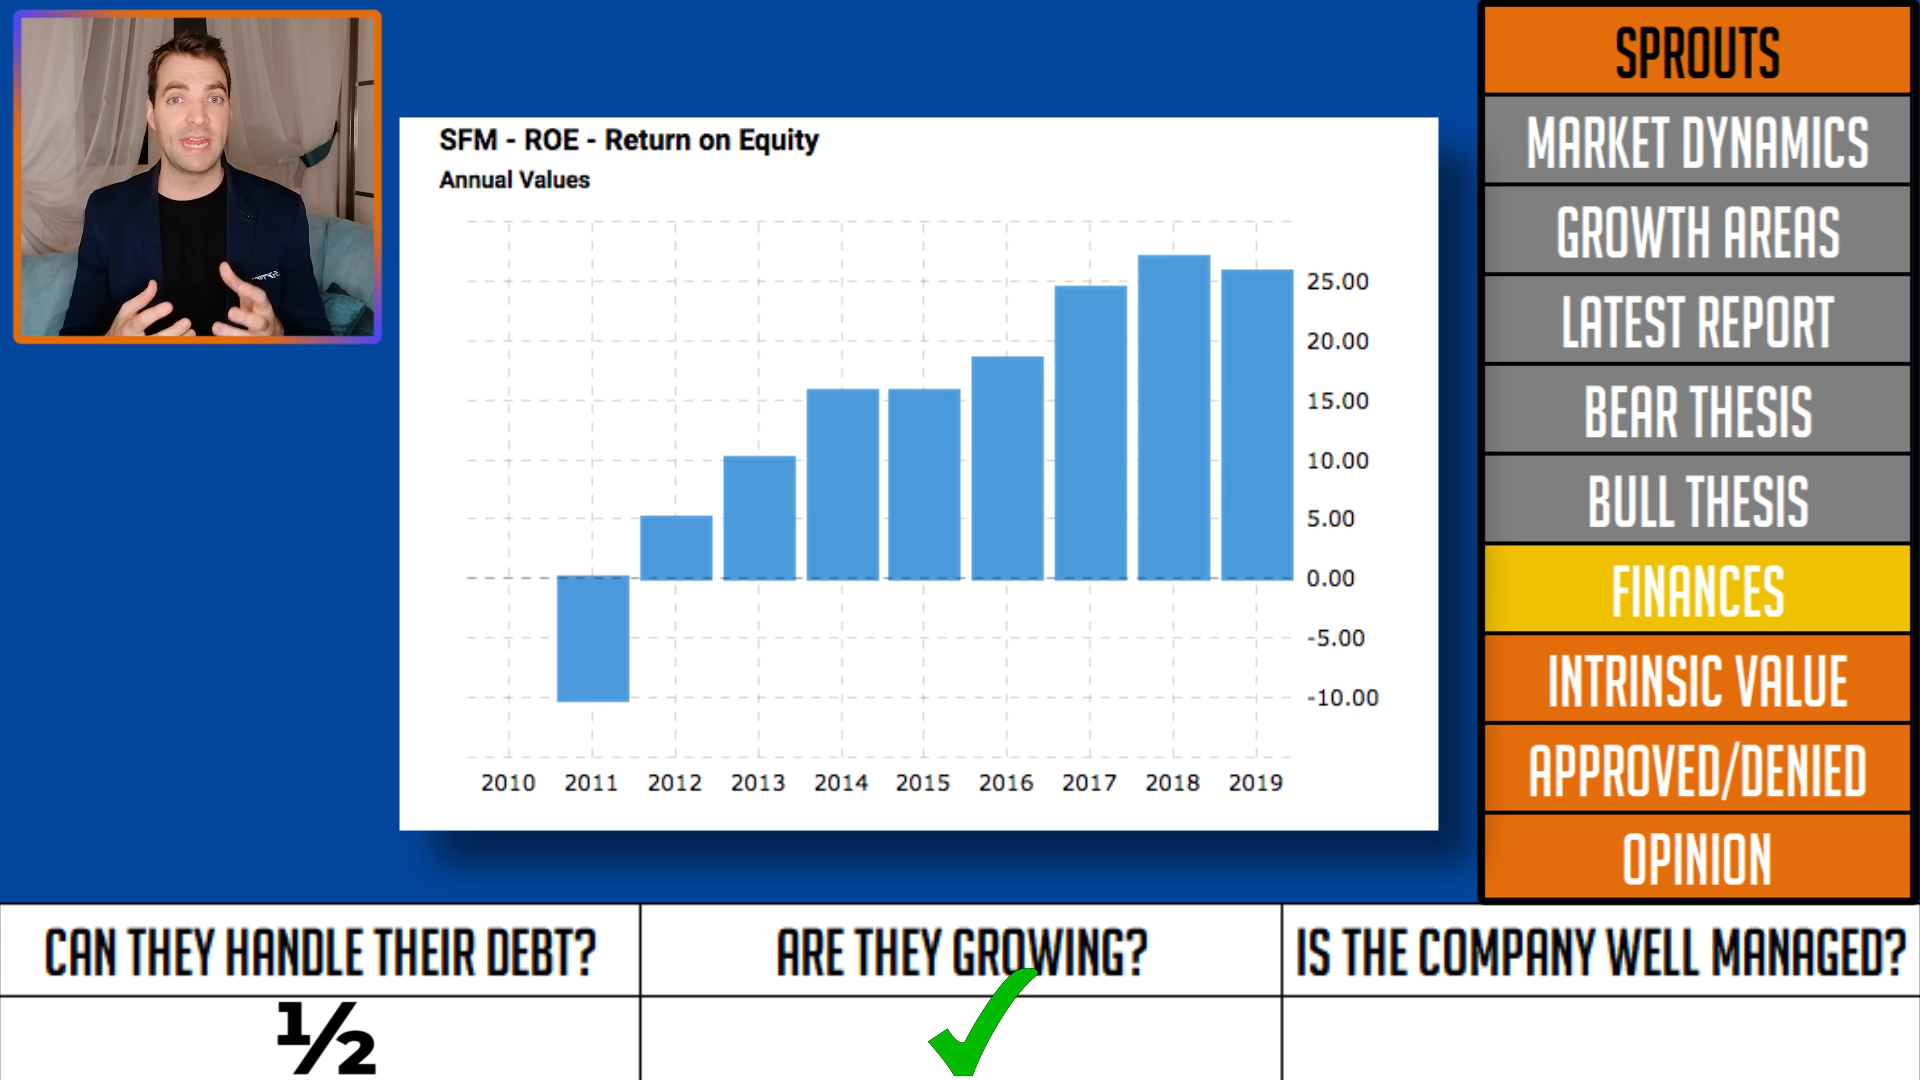 SFM - ROE - Return on Equity
Annual Values
25.00
20.00
15.00
10.00
5.00
0.00
-5.00
-10.00
2010 2011 2012 2013 2014 2015 2016 2017 2018 2019
SPROUTS
MARKET DYNAMICS
GROWTH AREAS
LATEST REPORT
BEAR THESIS
BULL THESIS
FINANCES
INTRINSIC VALUE
APPROVED/DENIED
OPINION
CAN THEY HANDLE THEIR DEBT? ARE THEY GROWING? IS THE COMPANY WELL MANAGED?
½